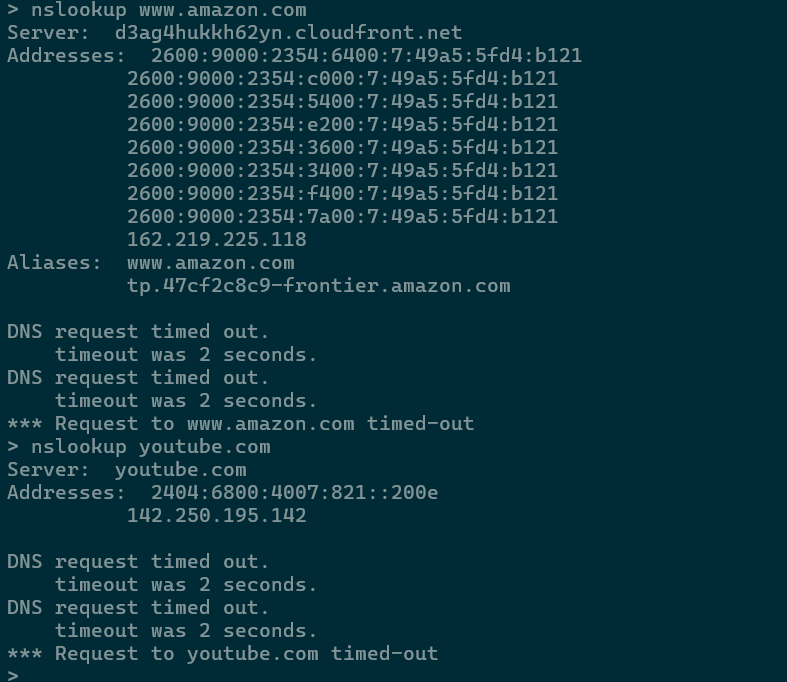 > nslookup www.amazon.com
Server:  d3ag4hukkh62yn.cloudfront.net
Addresses:  2600:9000:2354:6400:7:49a5:5fd4:b121
          2600:9000:2354:c000:7:49a5:5fd4:b121
          2600:9000:2354:5400:7:49a5:5fd4:b121
          2600:9000:2354:e200:7:49a5:5fd4:b121
          2600:9000:2354:3600:7:49a5:5fd4:b121
          2600:9000:2354:3400:7:49a5:5fd4:b121
          2600:9000:2354:f400:7:49a5:5fd4:b121
          2600:9000:2354:7a00:7:49a5:5fd4:b121
          162.219.225.118
Aliases:  www.amazon.com
          tp.47cf2c8c9-frontier.amazon.com

DNS request timed out.
    timeout was 2 seconds.
DNS request timed out.
    timeout was 2 seconds.
*** Request to www.amazon.com timed-out
> nslookup youtube.com
Server:  youtube.com
Addresses:  2404:6800:4007:821::200e
          142.250.195.142

DNS request timed out.
    timeout was 2 seconds.
DNS request timed out.
    timeout was 2 seconds.
*** Request to youtube.com timed-out
>